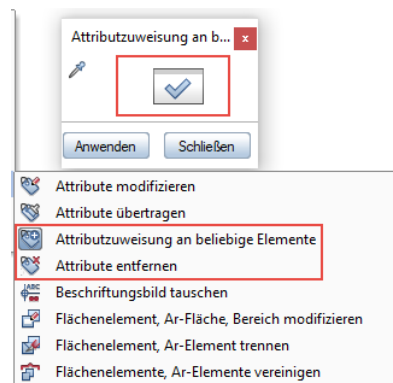 Attributzuweisung an b... x
Anwenden Schließen
Attribute modifizieren
Attribute übertragen
Attributzuweisung an beliebige Elemente
Attribute entfernen
ABC
Beschriftungsbild tauschen
Flächenelement, Ar-Fläche, Bereich modifizieren
Flächenelement, Ar-Element trennen
Flächenelemente, Ar-Elemente vereinigen